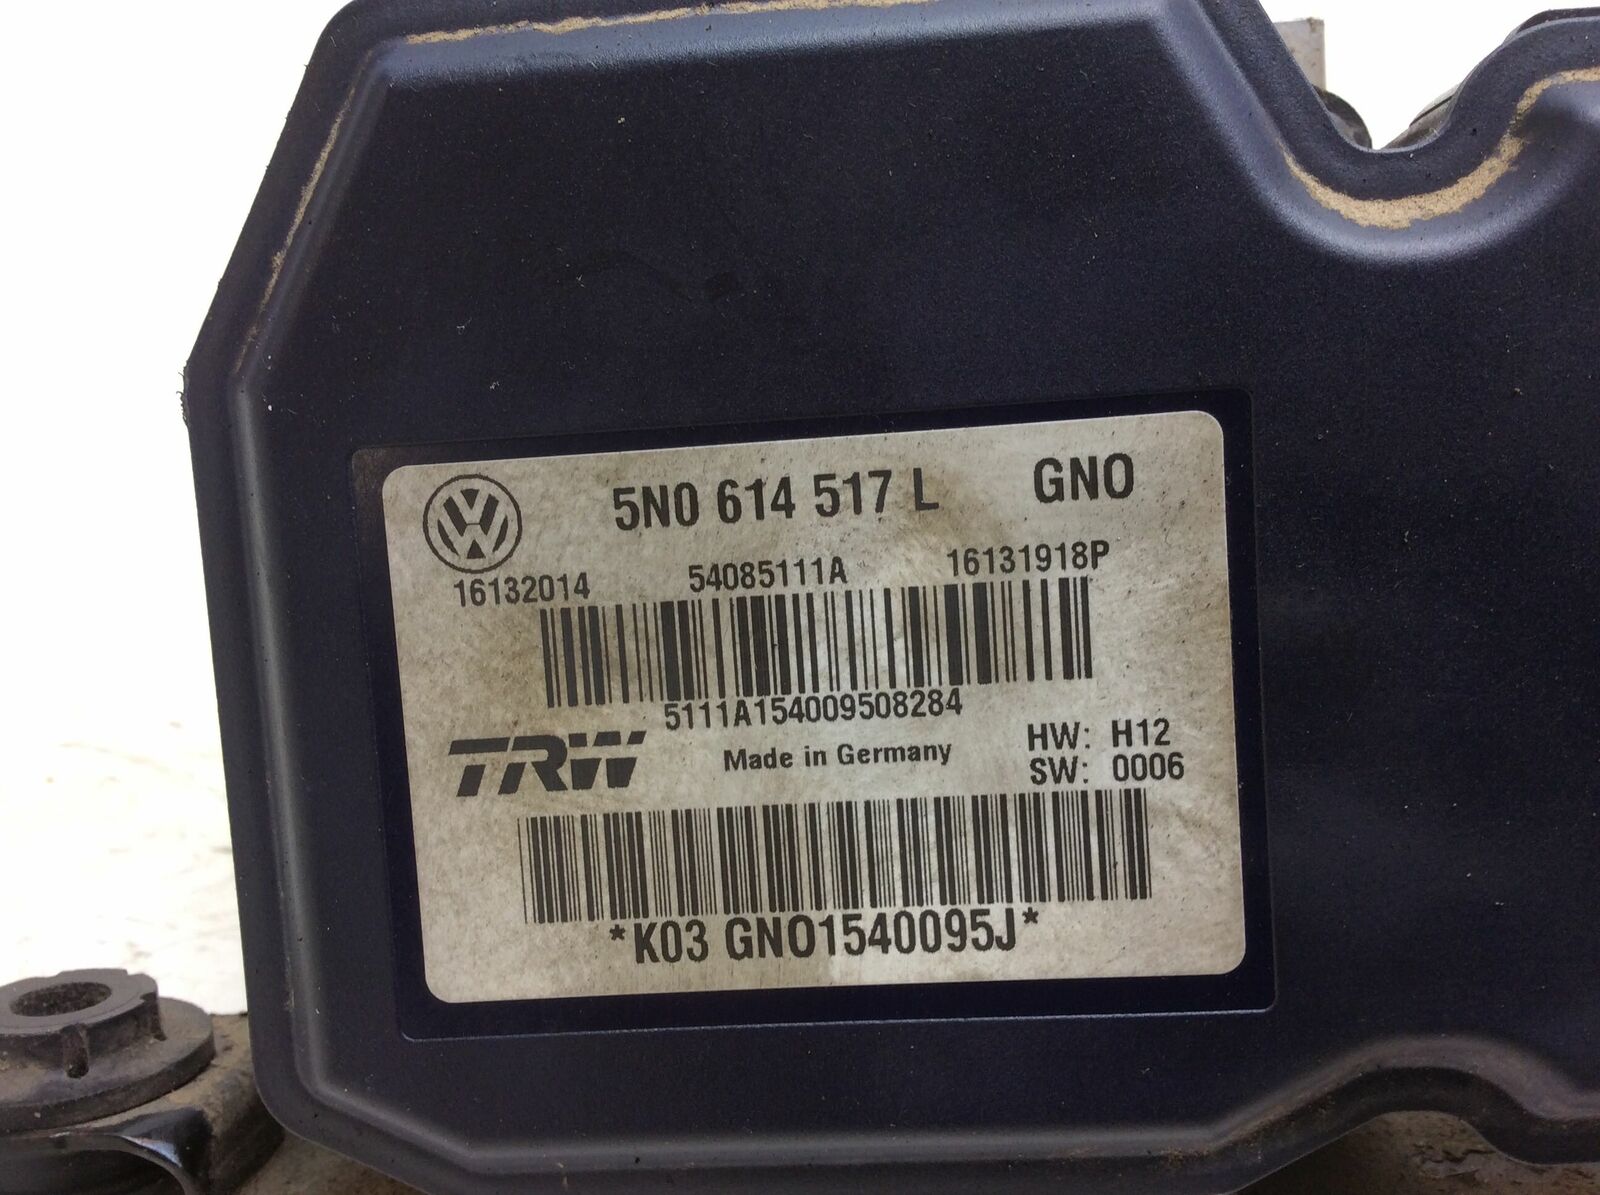 5N0 614 517 L GNO
16132014 54085111A 16131918P
5111A154009508284
TRW Made in Germany HW: H12
SW: 0006
*K03 GNO1540095J*